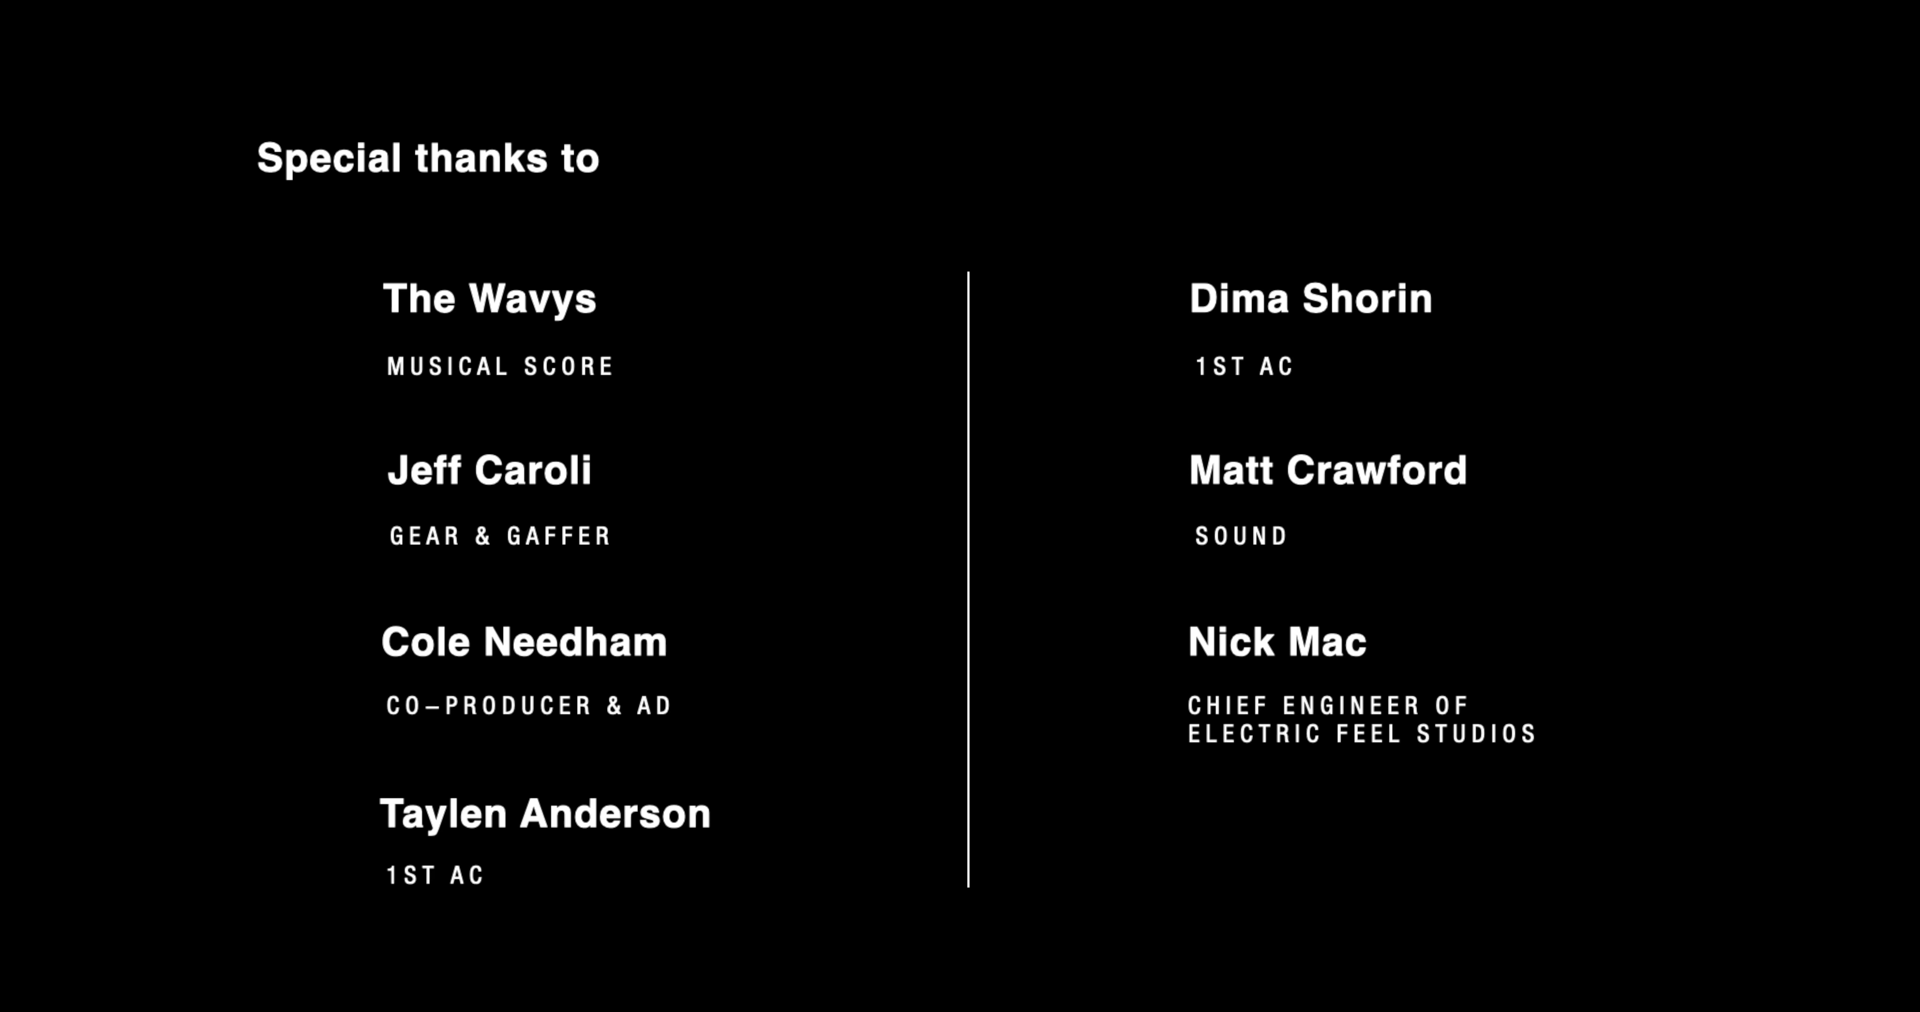 Special thanks to
The Wavys
MUSICAL SCORE
Jeff Caroli
GEAR & GAFFER
Cole Needham
CO–PRODUCER & AD
Taylen Anderson
1ST AC
Dima Shorin
1ST AC
Matt Crawford
SOUND
Nick Mac
CHIEF ENGINEER OF
ELECTRIC FEEL STUDIOS